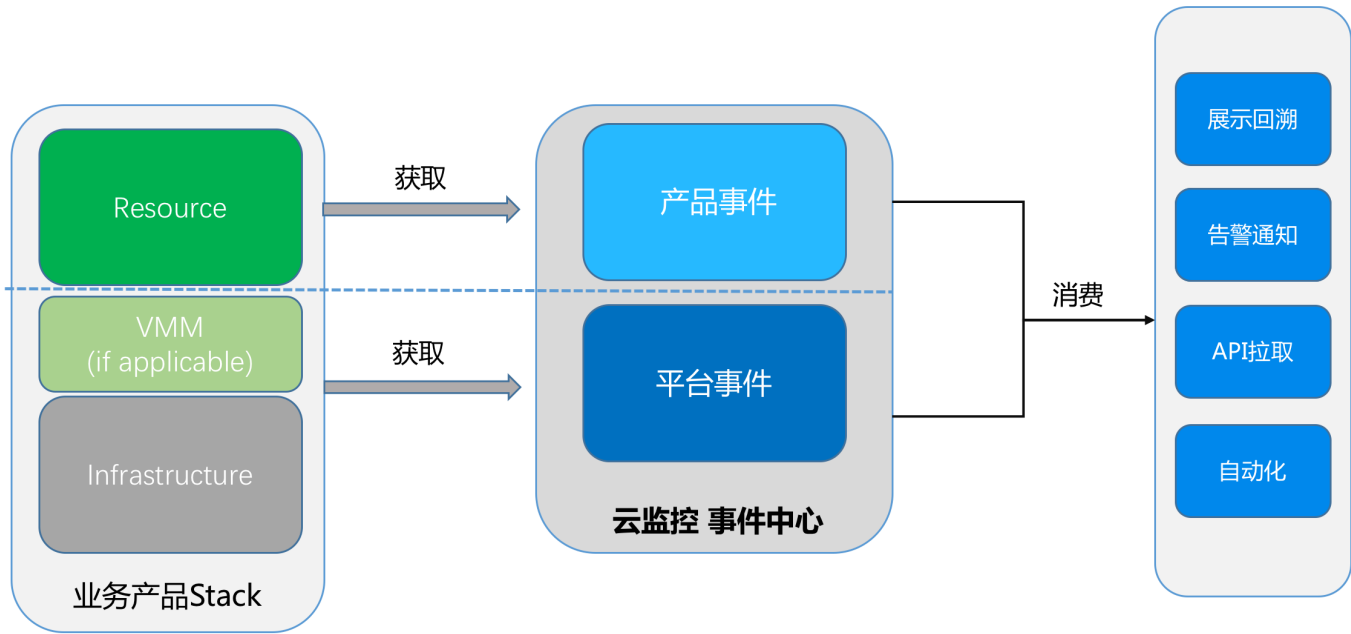 Resource
VMM
(if applicable)
Infrastructure
业务产品Stack
获取
获取
产品事件
平台事件
云监控 事件中心
消费
展示回溯
告警通知
API拉取
自动化